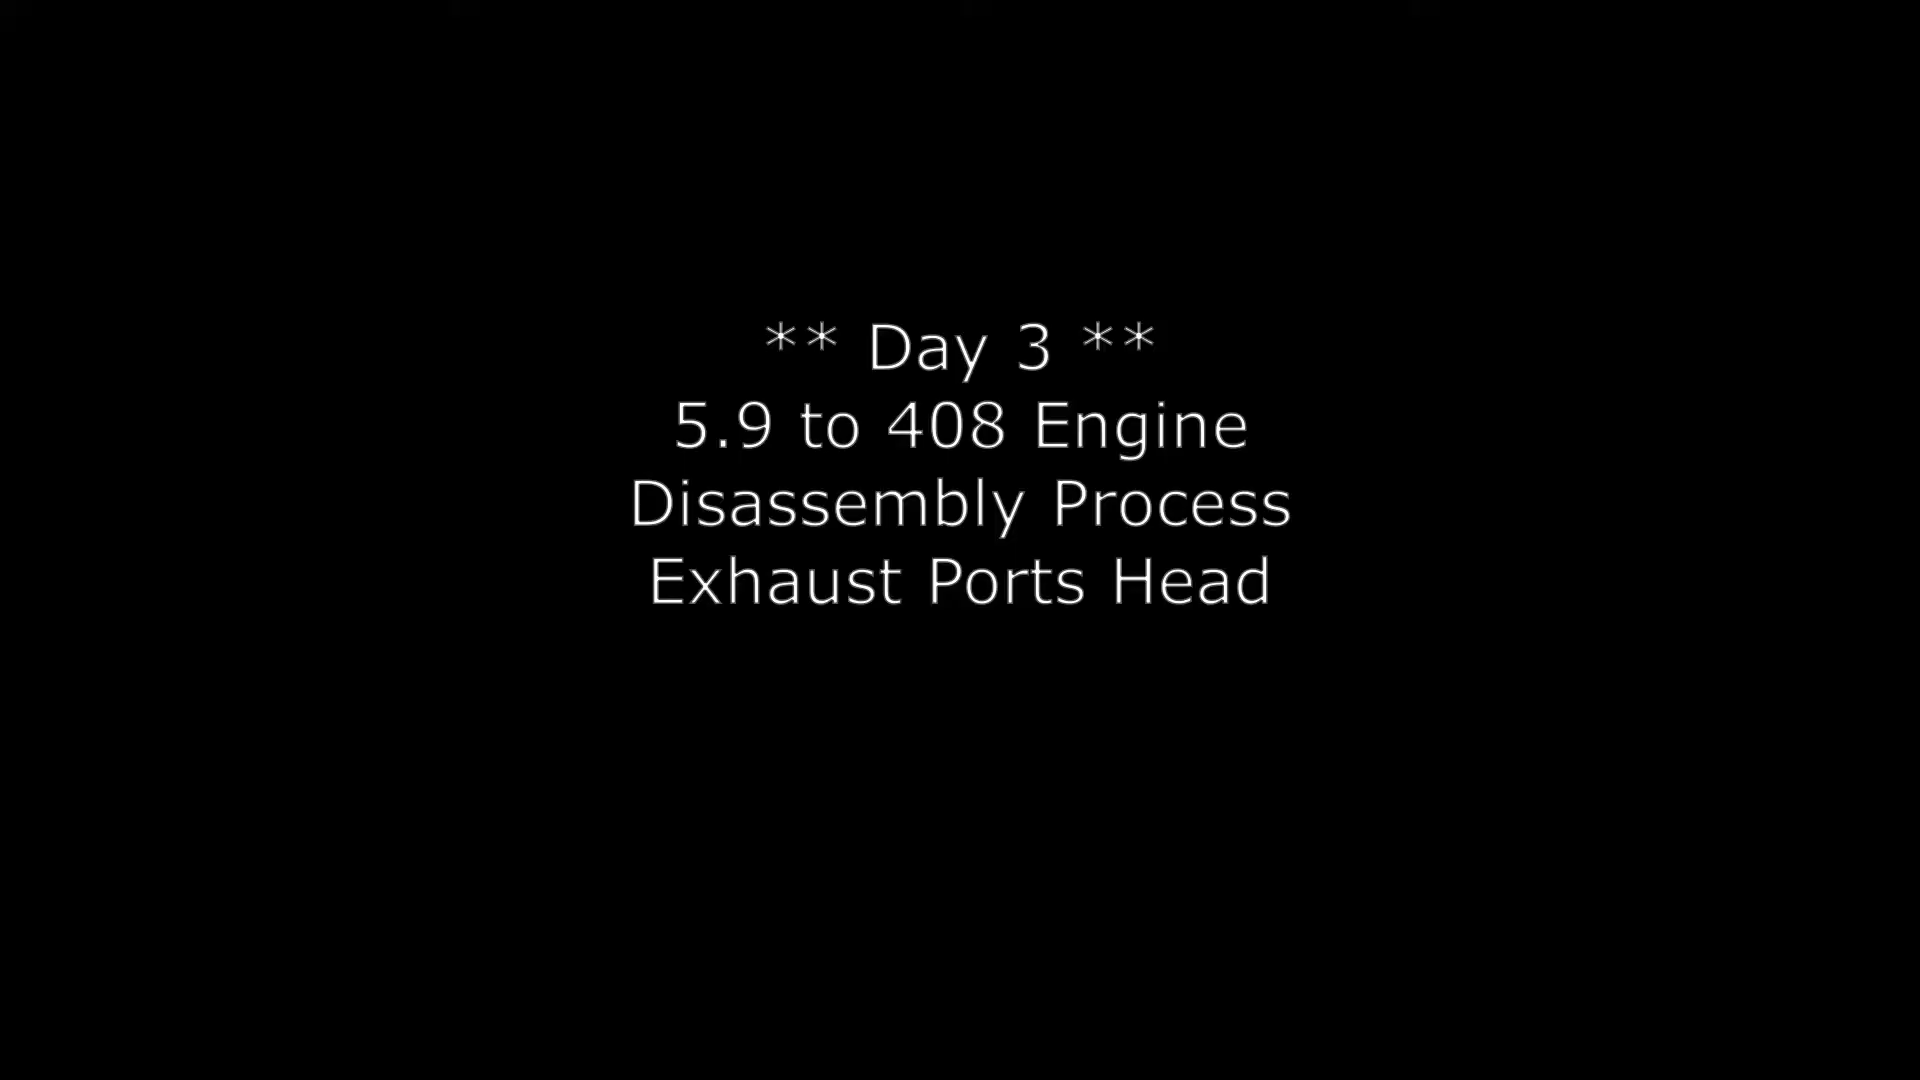 ** Day 3 **
5.9 to 408 Engine
Disassembly Process
Exhaust Ports Head